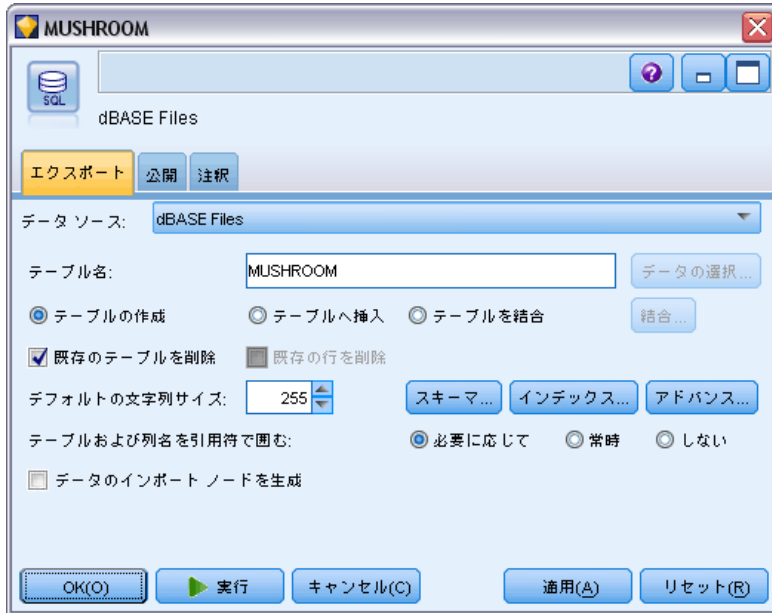 MUSHROOM
SQL
dBASE Files
エクスポート 公開 注釈
データ ソース: dBASE Files
テーブル名: MUSHROOM データの選択...
テーブルの作成 テーブルへ挿入 テーブルを結合 結合...
既存のテーブルを削除 既存の行を削除
デフォルトの文字列サイズ: 255 スキーマ... インデックス... アドバンス...
テーブルおよび列名を引用符で囲む: 必要に応じて 常時 しない
データのインポート ノードを生成
OK(O) 実行 キャンセル(C) 適用(A) リセット(R)